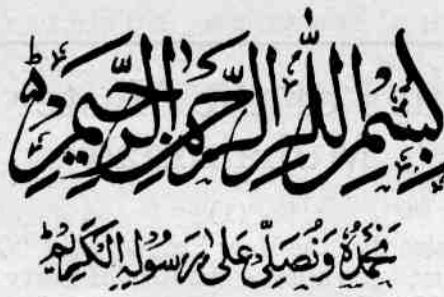 بِسْمِ اللّٰهِ الرَّحْمٰنِ الرَّحِيْمِ
نَحْمَدُهٗ وَنُصَلِّىْ عَلٰى رَسُوْلِهِ الْكَرِيْمِ